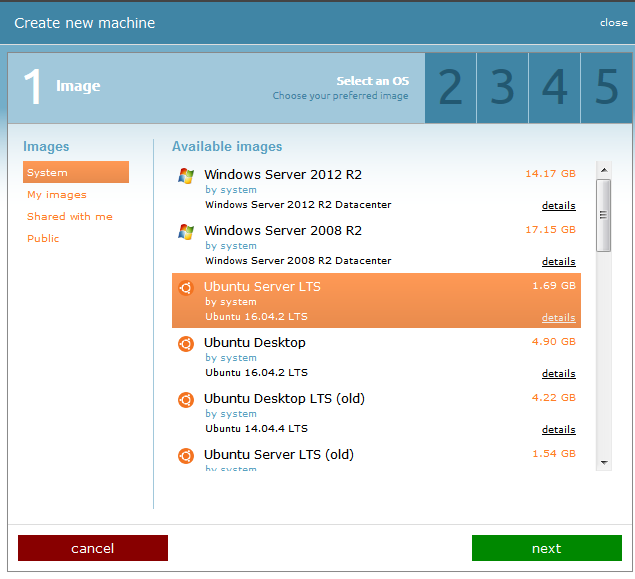 Create new machine
close
1 Image
Select an OS
Choose your preferred image
2 3 4 5
Images
System
My images
Shared with me
Public
Available images
Windows Server 2012 R2 14.17 GB
by system
Windows Server 2012 R2 Datacenter details
Windows Server 2008 R2 17.15 GB
by system
Windows Server 2008 R2 Datacenter details
Ubuntu Server LTS 1.69 GB
by system
Ubuntu 16.04.2 LTS details
Ubuntu Desktop 4.90 GB
by system
Ubuntu 16.04.2 LTS details
Ubuntu Desktop LTS (old) 4.22 GB
by system
Ubuntu 14.04.4 LTS details
Ubuntu Server LTS (old) 1.54 GB
by system
cancel
next